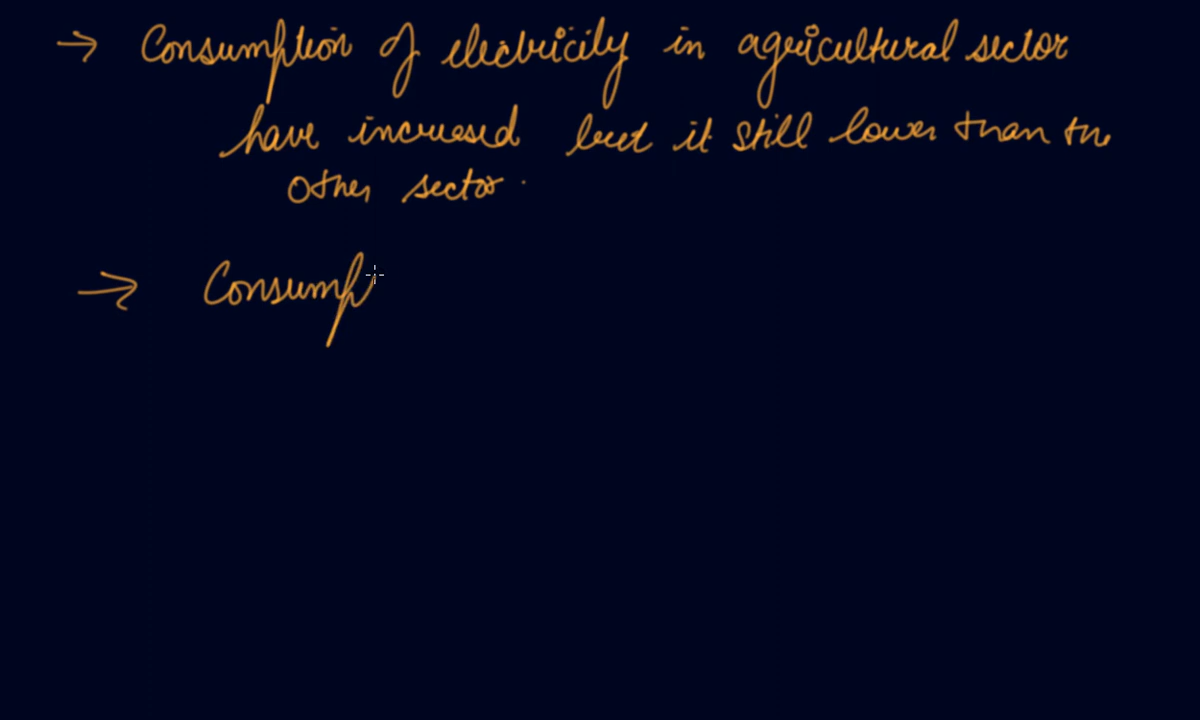 → Consumption of electricity in agricultural sector
have increased but it still lower than the
other sector.
→ Consump